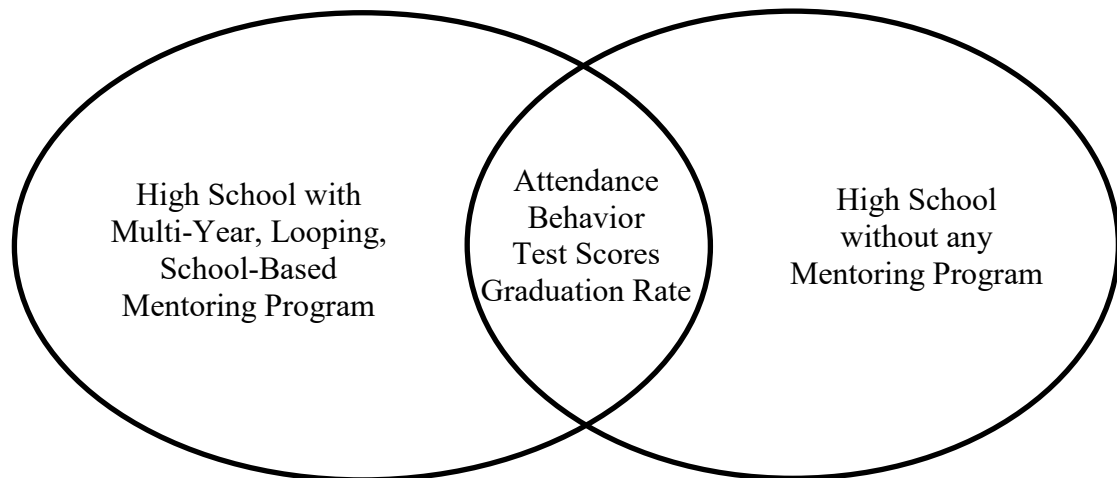 High School with
Multi-Year, Looping,
School-Based
Mentoring Program
Attendance
Behavior
Test Scores
Graduation Rate
High School
without any
Mentoring Program